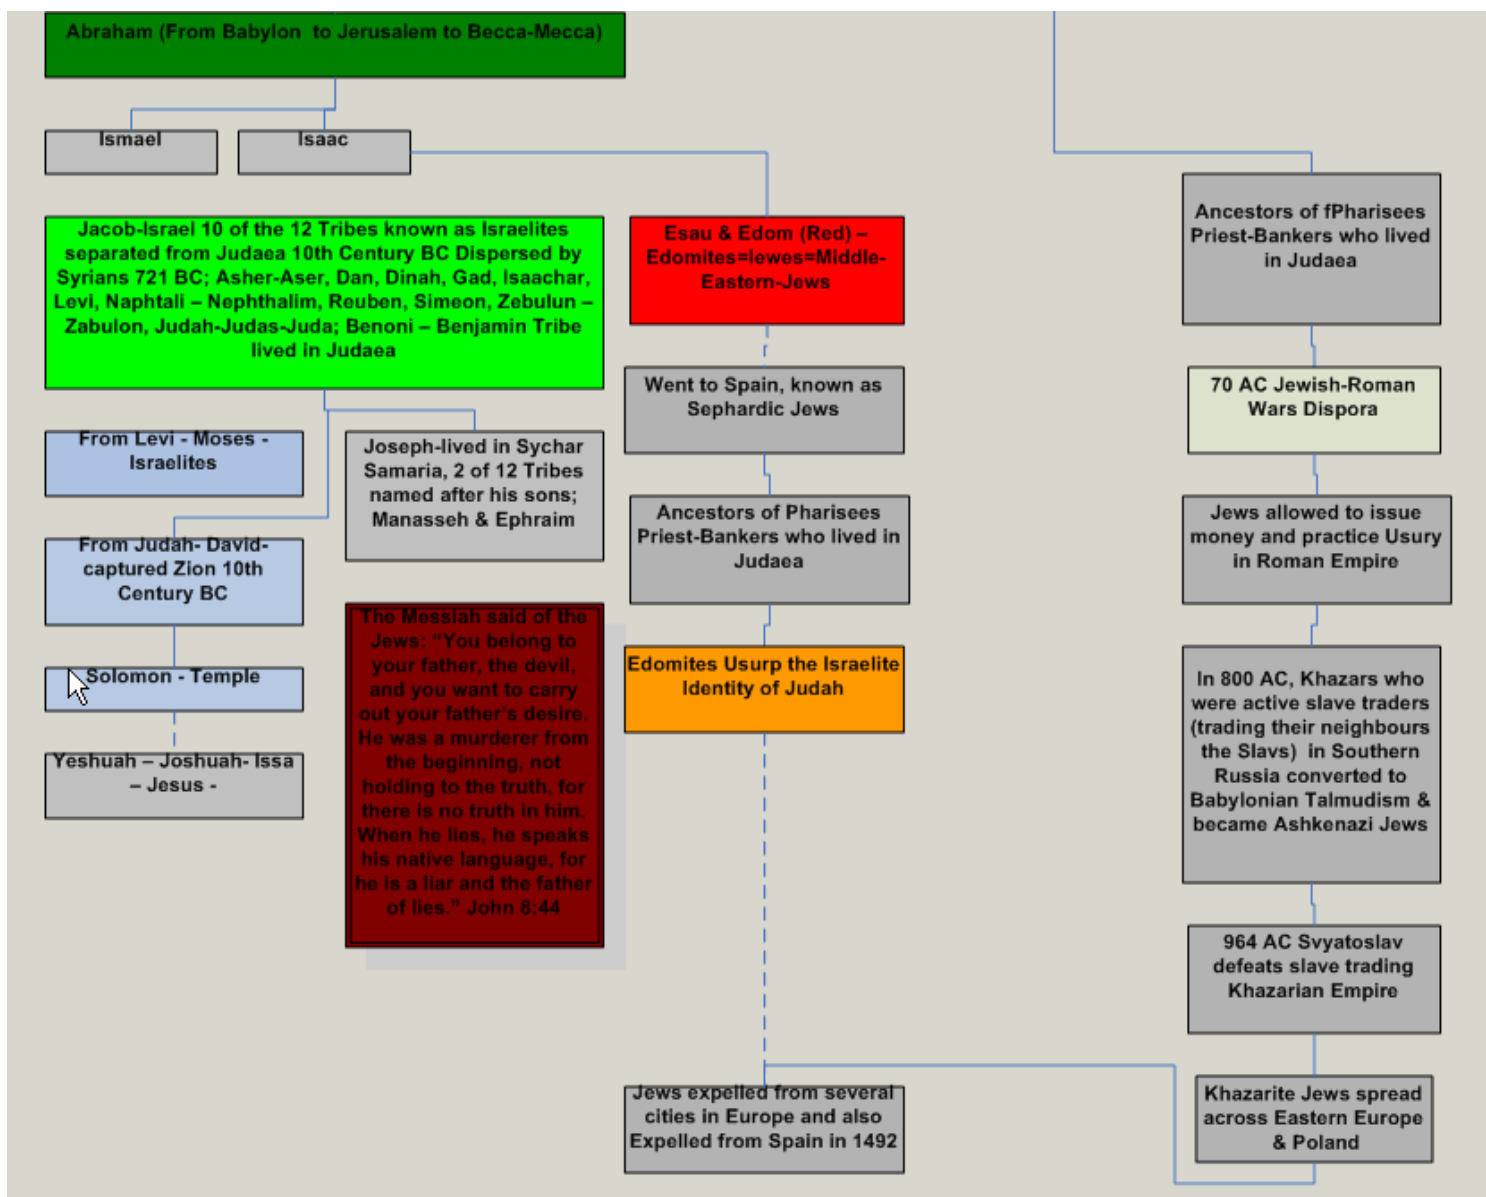 Abraham (From Babylon  to Jerusalem to Becca-Mecca)
Ismael
Isaac
Jacob-Israel 10 of the 12 Tribes known as Israelites
separated from Judaea 10th Century BC Dispersed by
Syrians 721 BC; Asher-Aser, Dan, Dinah, Gad, Isaachar,
Levi, Naphtali – Nephthalim, Reuben, Simeon, Zebulun –
Zabulon, Judah-Judas-Juda; Benoni – Benjamin Tribe
lived in Judaea
From Levi - Moses -
Israelites
Joseph-lived in Sychar
Samaria, 2 of 12 Tribes
named after his sons;
Manasseh & Ephraim
From Judah- David-
captured Zion 10th
Century BC
Solomon - Temple
Yeshuah – Joshuah- Issa
– Jesus -
The Messiah said of the
Jews: “You belong to
your father, the devil,
and you want to carry
out your father’s desire.
He was a murderer from
the beginning, not
holding to the truth, for
there is no truth in him.
When he lies, he speaks
his native language, for
he is a liar and the father
of lies.” John 8:44
Esau & Edom (Red) –
Edomites=Iewes=Middle-
Eastern-Jews
Went to Spain, known as
Sephardic Jews
Ancestors of Pharisees
Priest-Bankers who lived in
Judaea
Edomites Usurp the Israelite
Identity of Judah
Jews expelled from several
cities in Europe and also
Expelled from Spain in 1492
Ancestors of fPharisees
Priest-Bankers who lived
in Judaea
70 AC Jewish-Roman
Wars Dispora
Jews allowed to issue
money and practice Usury
in Roman Empire
In 800 AC, Khazars who
were active slave traders
(trading their neighbours
the Slavs)  in Southern
Russia converted to
Babylonian Talmudism &
became Ashkenazi Jews
964 AC Svyatoslav
defeats slave trading
Khazarian Empire
Khazarite Jews spread
across Eastern Europe
& Poland